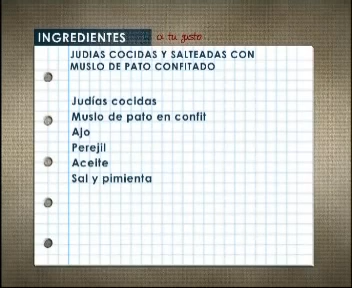 INGREDIENTES a tu gusto...
JUDIAS COCIDAS Y SALTEADAS CON
MUSLO DE PATO CONFITADO
Judías cocidas
Muslo de pato en confit
Ajo
Perejil
Aceite
Sal y pimienta